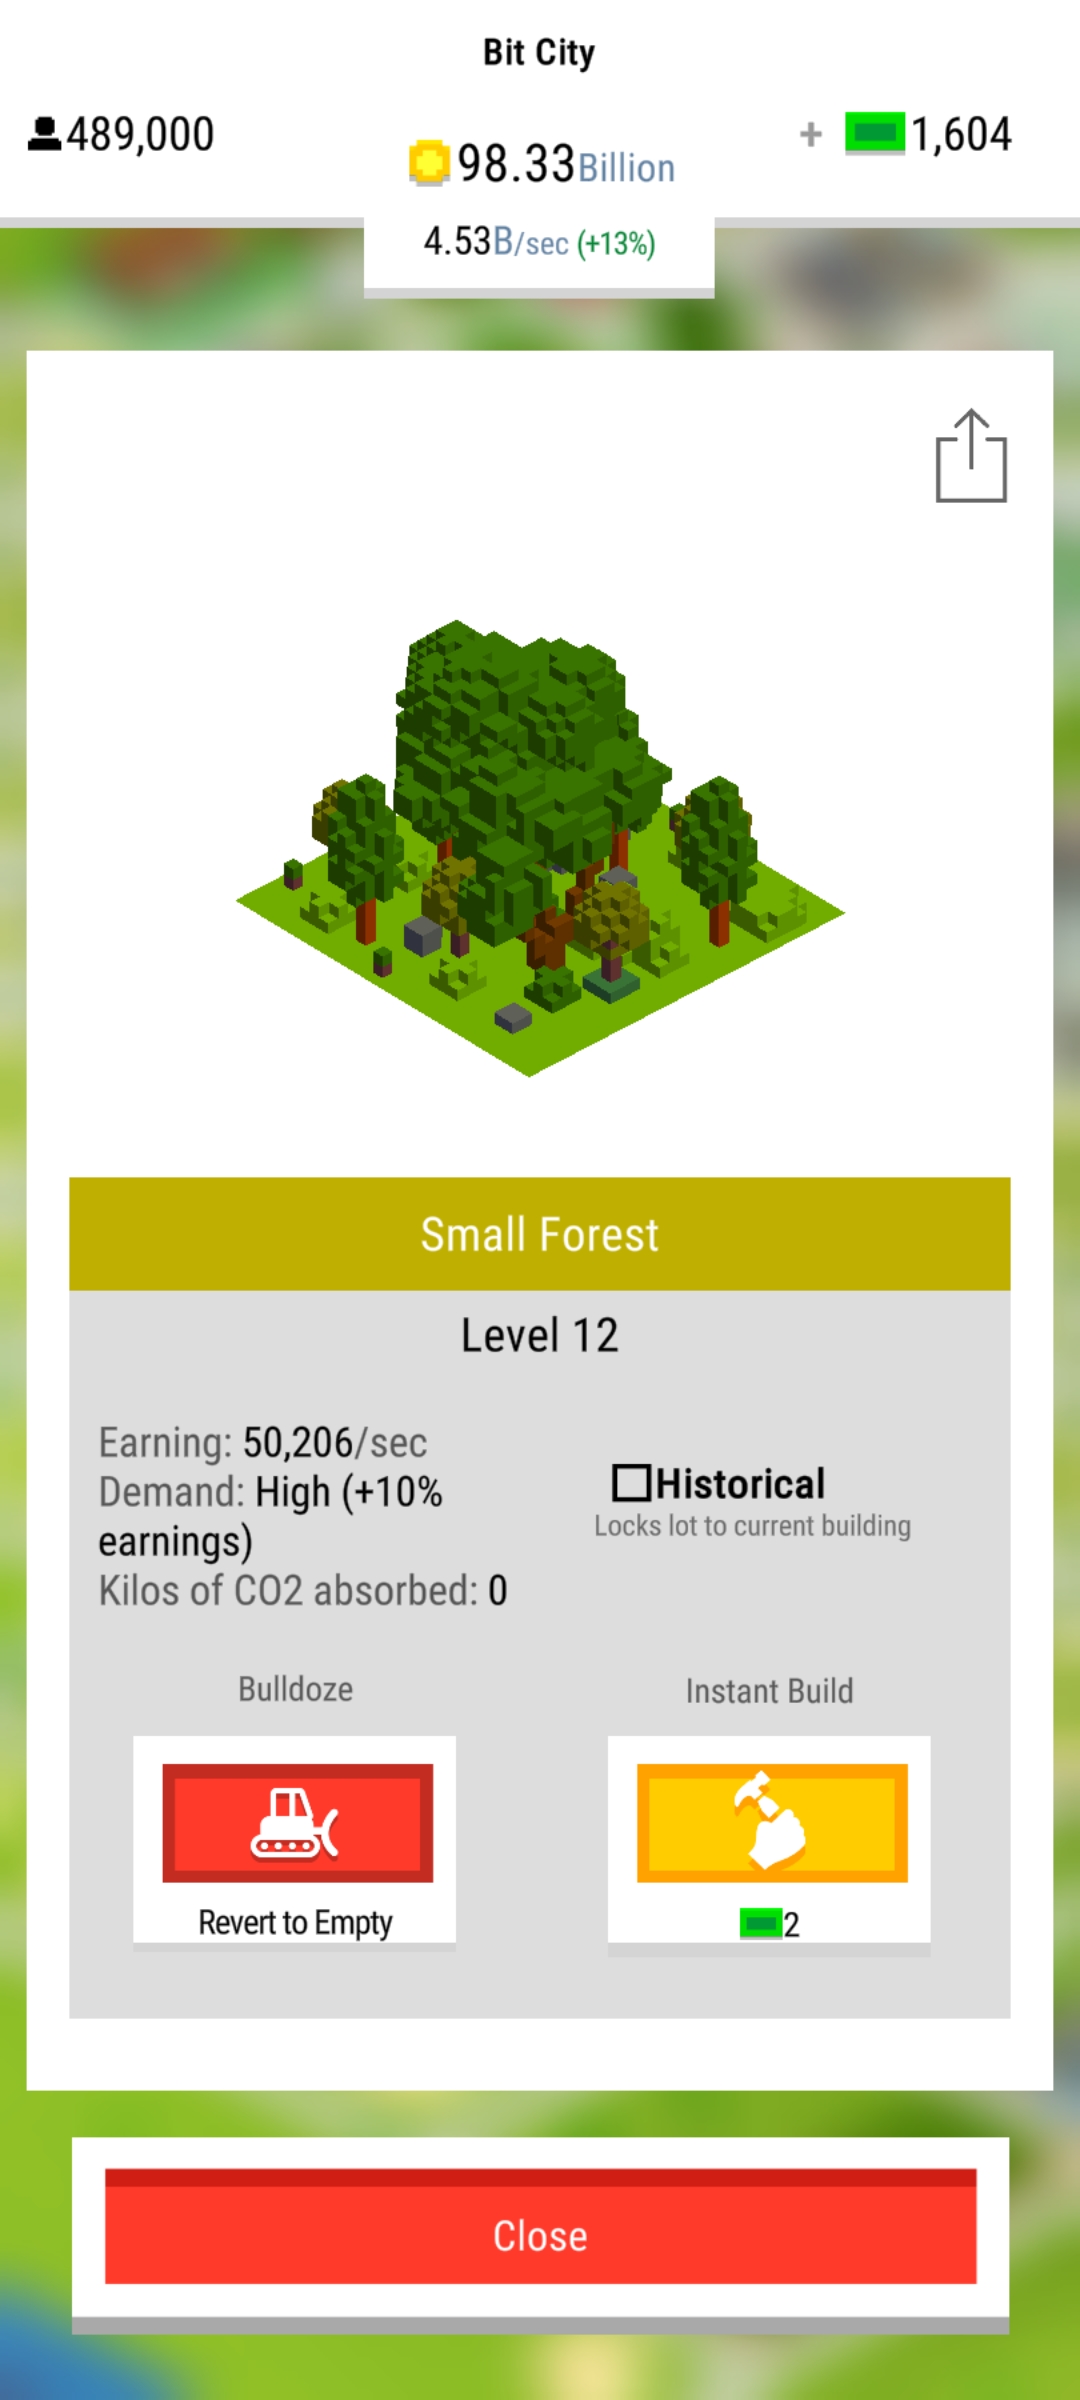 Bit City
489,000
+ 1,604
98.33Billion
4.53B/sec (+13%)
Small Forest
Level 12
Earning: 50,206/sec
Demand: High (+10%
earnings)
Kilos of CO2 absorbed: 0
Historical
Locks lot to current building
Bulldoze
Revert to Empty
Instant Build
2
Close